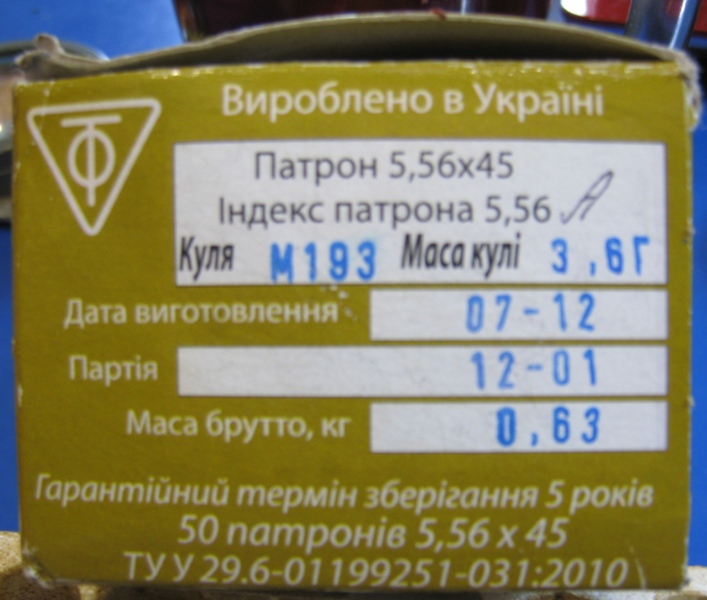 ТФ
Вироблено в Україні
Патрон 5,56х45
Індекс патрона 5,56 А
Куля М193 Маса кулі 3,6Г
Дата виготовлення 07-12
Партія 12-01
Маса брутто, кг 0,63
Гарантійний термін зберігання 5 років
50 патронів 5,56 х 45
ТУ У 29.6-01199251-031:2010